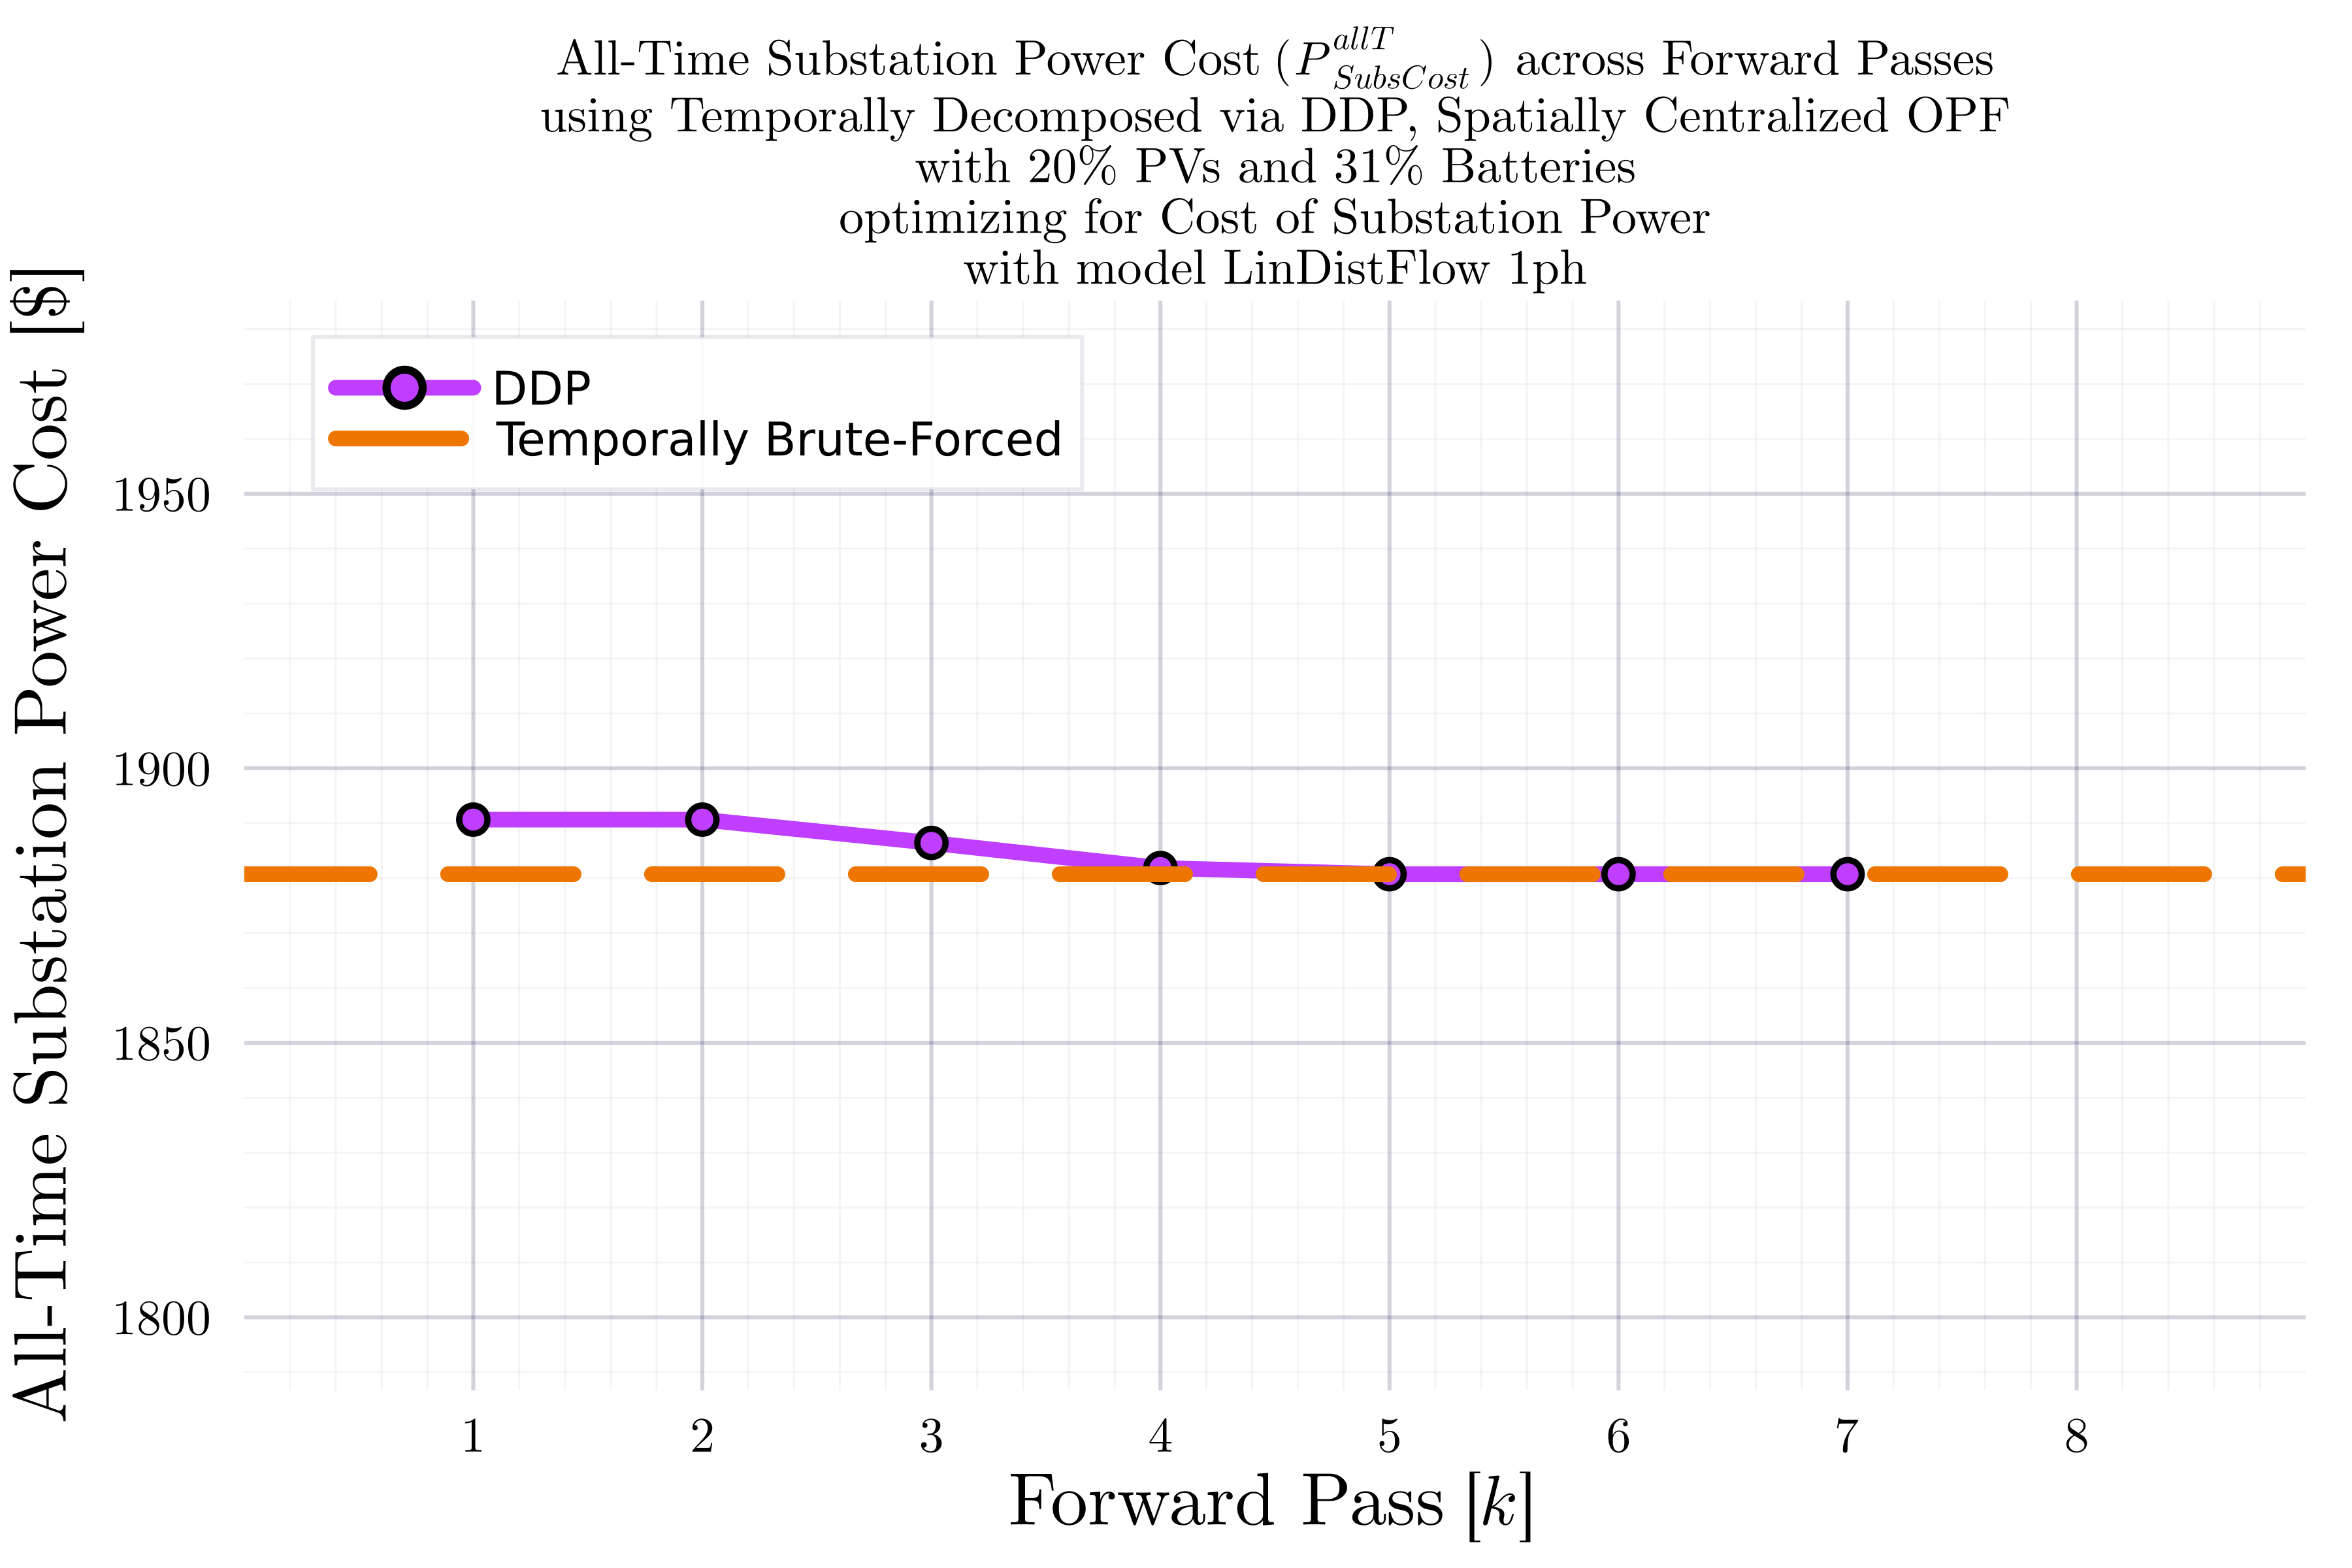 All-Time Substation Power Cost (P^{allT}_{SubsCost}) across Forward Passes
using Temporally Decomposed via DDP, Spatially Centralized OPF
with 20% PVs and 31% Batteries
optimizing for Cost of Substation Power
with model LinDistFlow 1ph
All-Time Substation Power Cost [$]
DDP
Temporally Brute-Forced
1950
1900
1850
1800
1 2 3 4 5 6 7 8
Forward Pass [k]